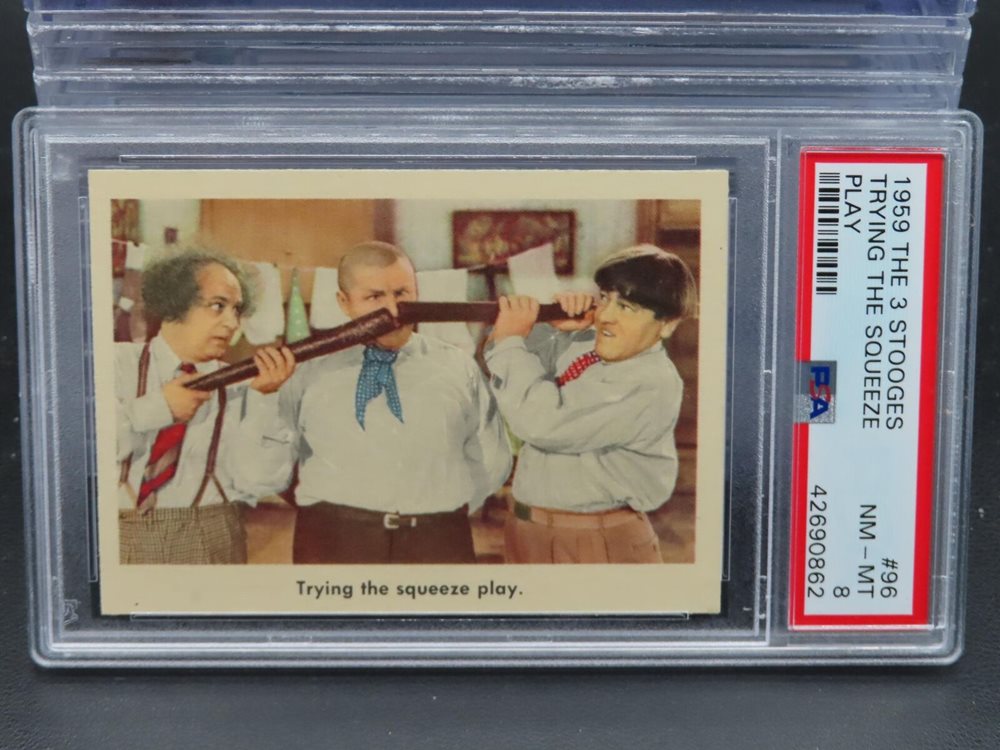 Trying the squeeze play.
1959 THE 3 STOOGES #96
TRYING THE SQUEEZE NM - MT
PLAY 8
PSA 42690862